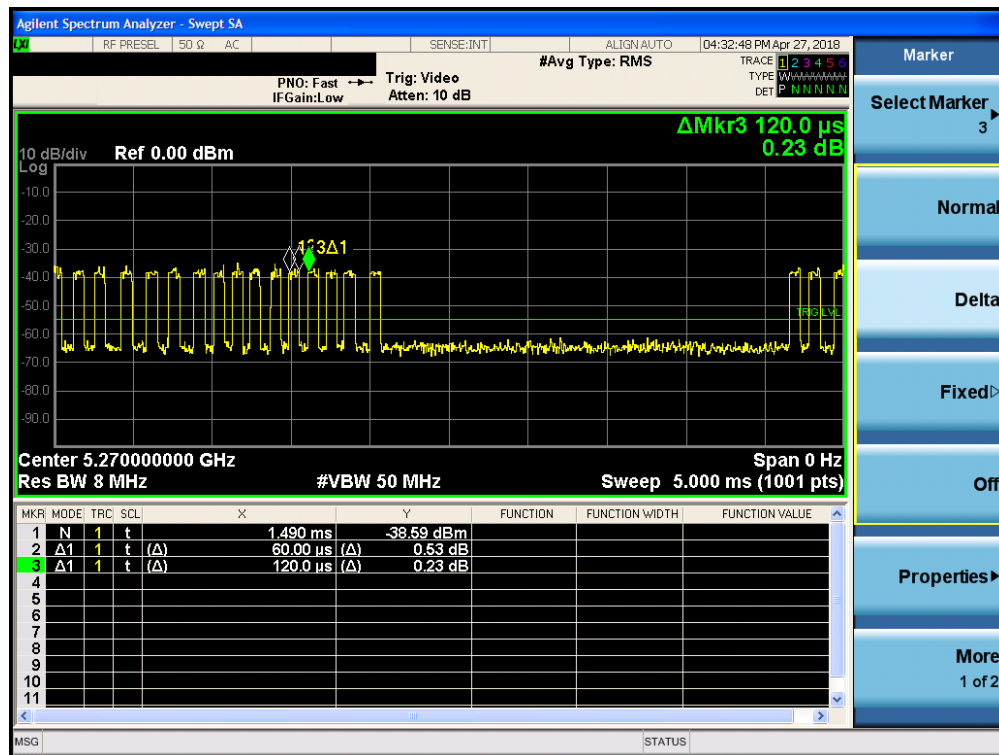 Agilent Spectrum Analyzer - Swept SA
LXI RF PRESEL 50 Ω AC SENSE:INT ALIGN AUTO 04:32:48 PM Apr 27, 2018
#Avg Type: RMS TRACE 1 2 3 4 5 6
PNO: Fast Trig: Video TYPE
IFGain:Low Atten: 10 dB DET P N N N N N
ΔMkr3 120.0 µs
0.23 dB
10 dB/div Ref 0.00 dBm
Log
-10.0
-20.0
-30.0
3Δ1
-40.0
-50.0
TRIG LVL
-60.0
-70.0
-80.0
-90.0
Center 5.270000000 GHz Span 0 Hz
Res BW 8 MHz #VBW 50 MHz Sweep 5.000 ms (1001 pts)
MKR MODE TRC SCL X Y FUNCTION FUNCTION WIDTH FUNCTION VALUE
1 N 1 t 1.490 ms -38.59 dBm
2 Δ1 1 t (Δ) 60.00 µs (Δ) 0.53 dB
3 Δ1 1 t (Δ) 120.0 µs (Δ) 0.23 dB
4
5
6
7
8
9
10
11
MSG STATUS
Marker
Select Marker
3
Normal
Delta
Fixed
Off
Properties
More
1 of 2